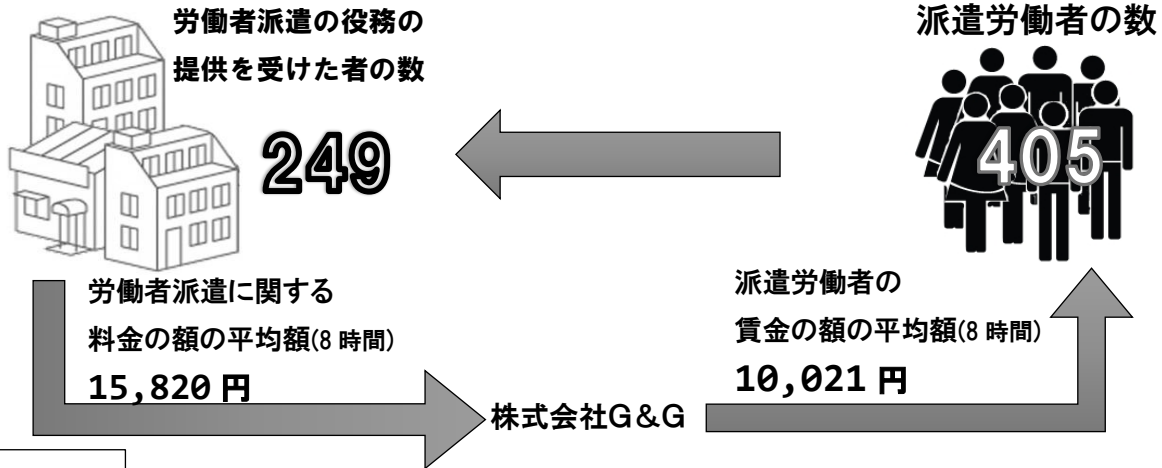 労働者派遣の役務の
提供を受けた者の数
249
派遣労働者の数
405
労働者派遣に関する
料金の額の平均額(8 時間)
15,820 円
派遣労働者の
賃金の額の平均額(8 時間)
10,021 円
株式会社G&G